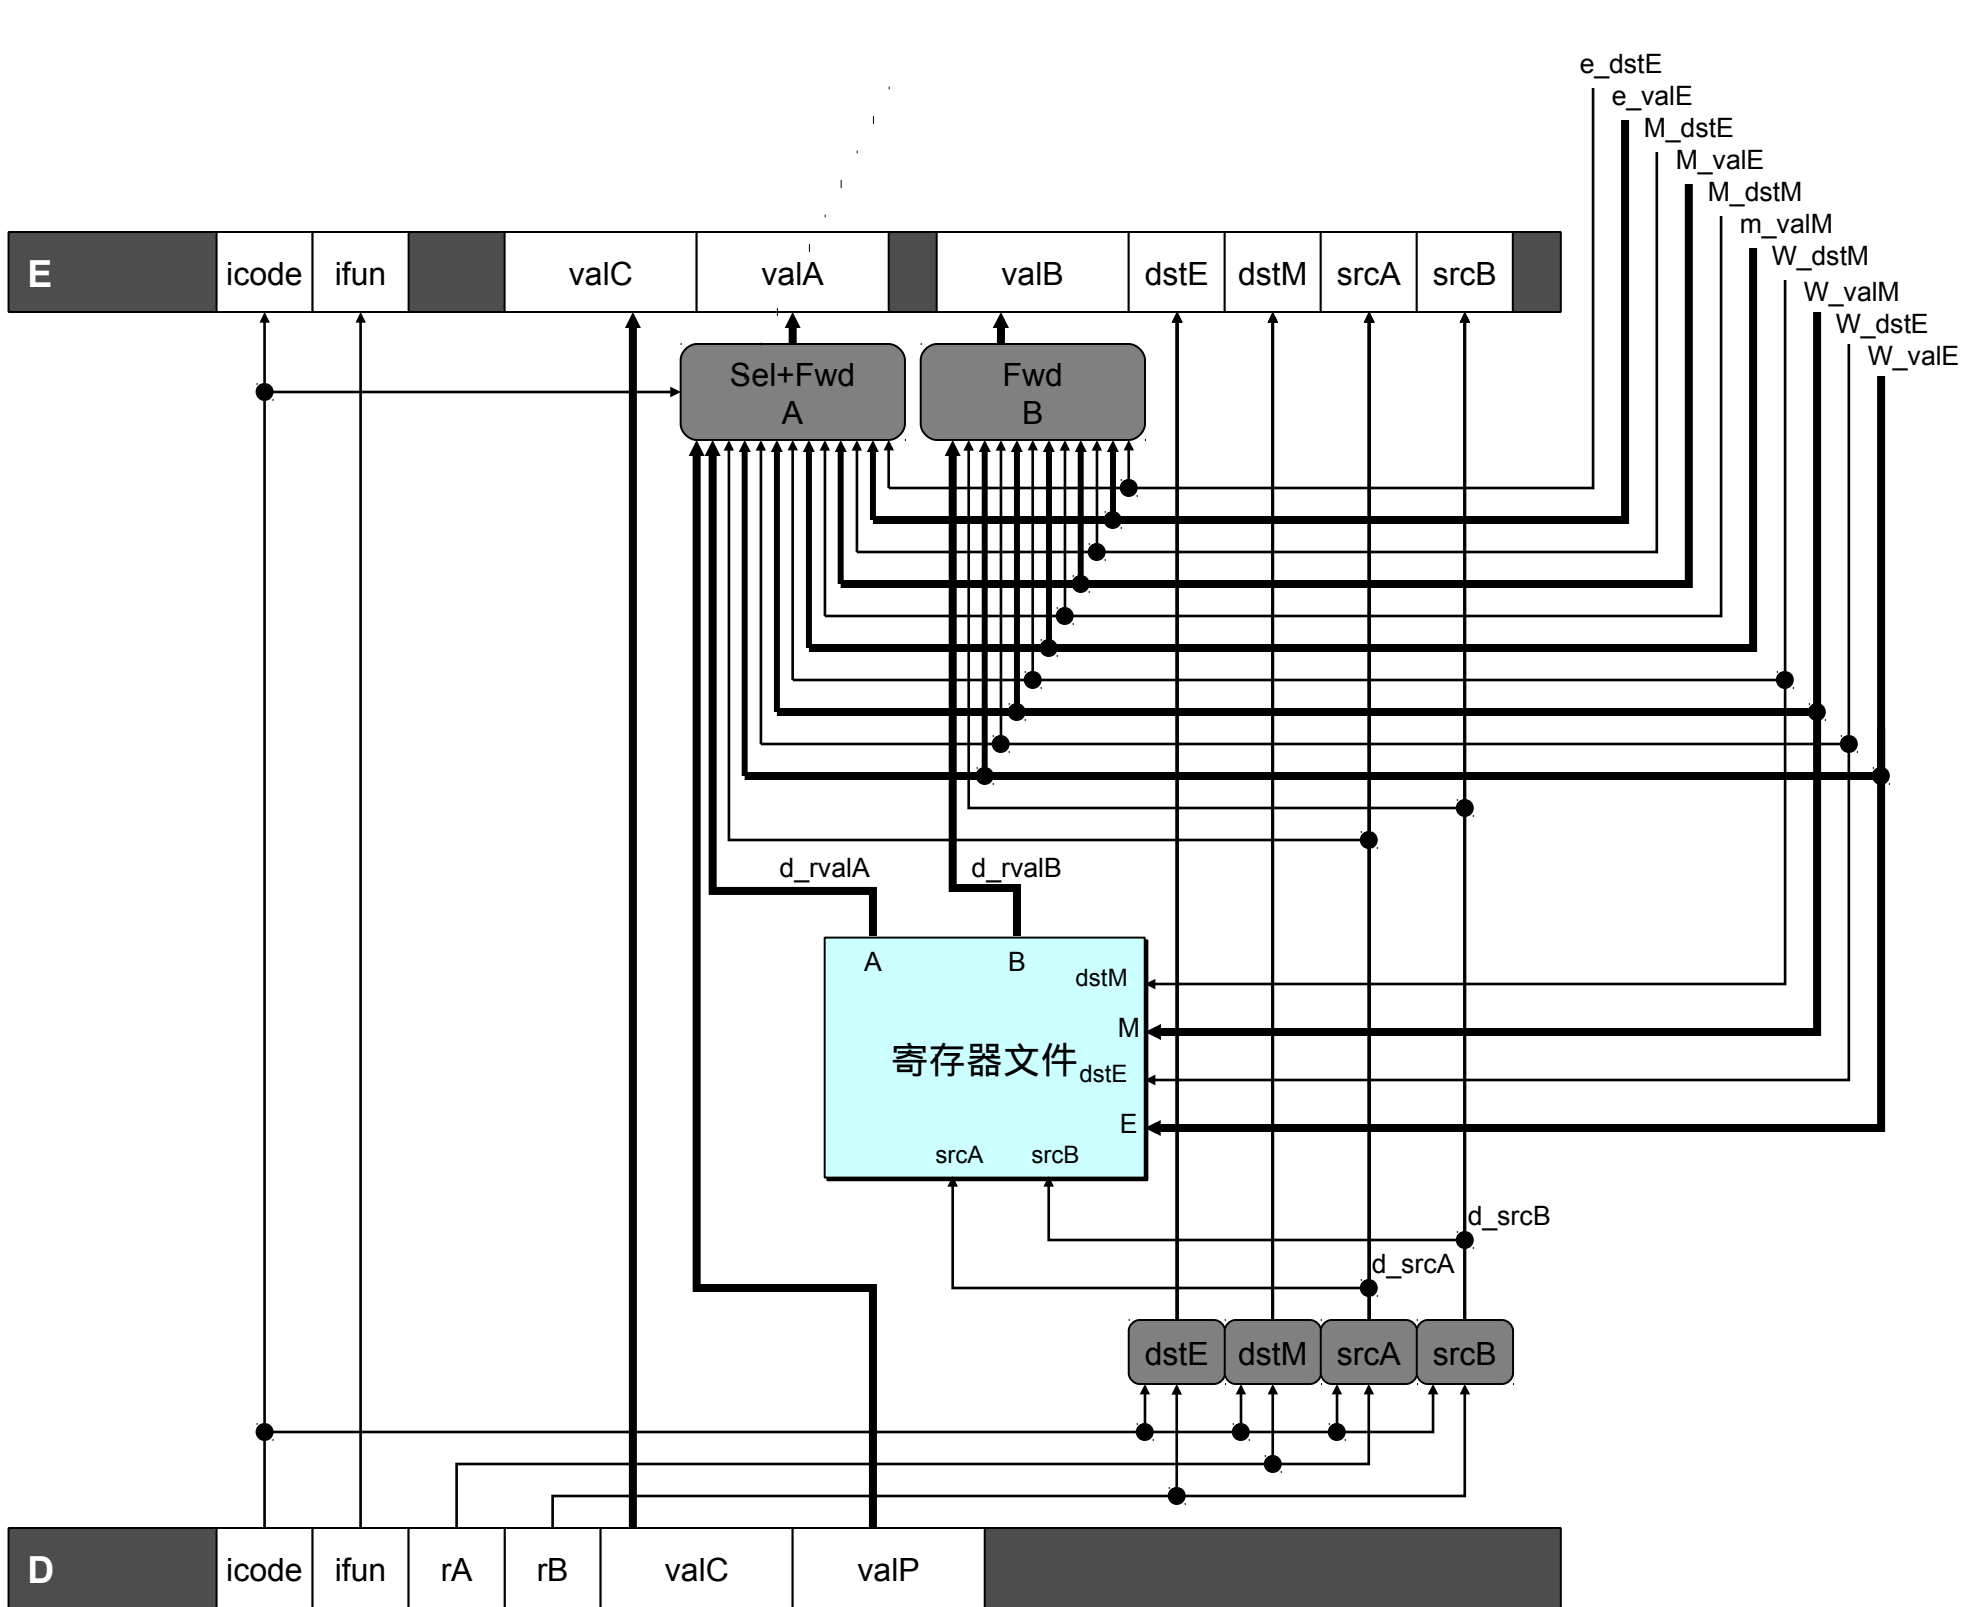 e_dstE
e_valE
M_dstE
M_valE
M_dstM
m_valM
W_dstM
W_valM
W_dstE
W_valE
E icode ifun valC valA valB dstE dstM srcA srcB
Sel+Fwd
A
Fwd
B
d_rvalA d_rvalB
A B
dstM
M
寄存器文件
dstE
E
srcA srcB
d_srcB
d_srcA
dstE dstM srcA srcB
D icode ifun rA rB valC valP